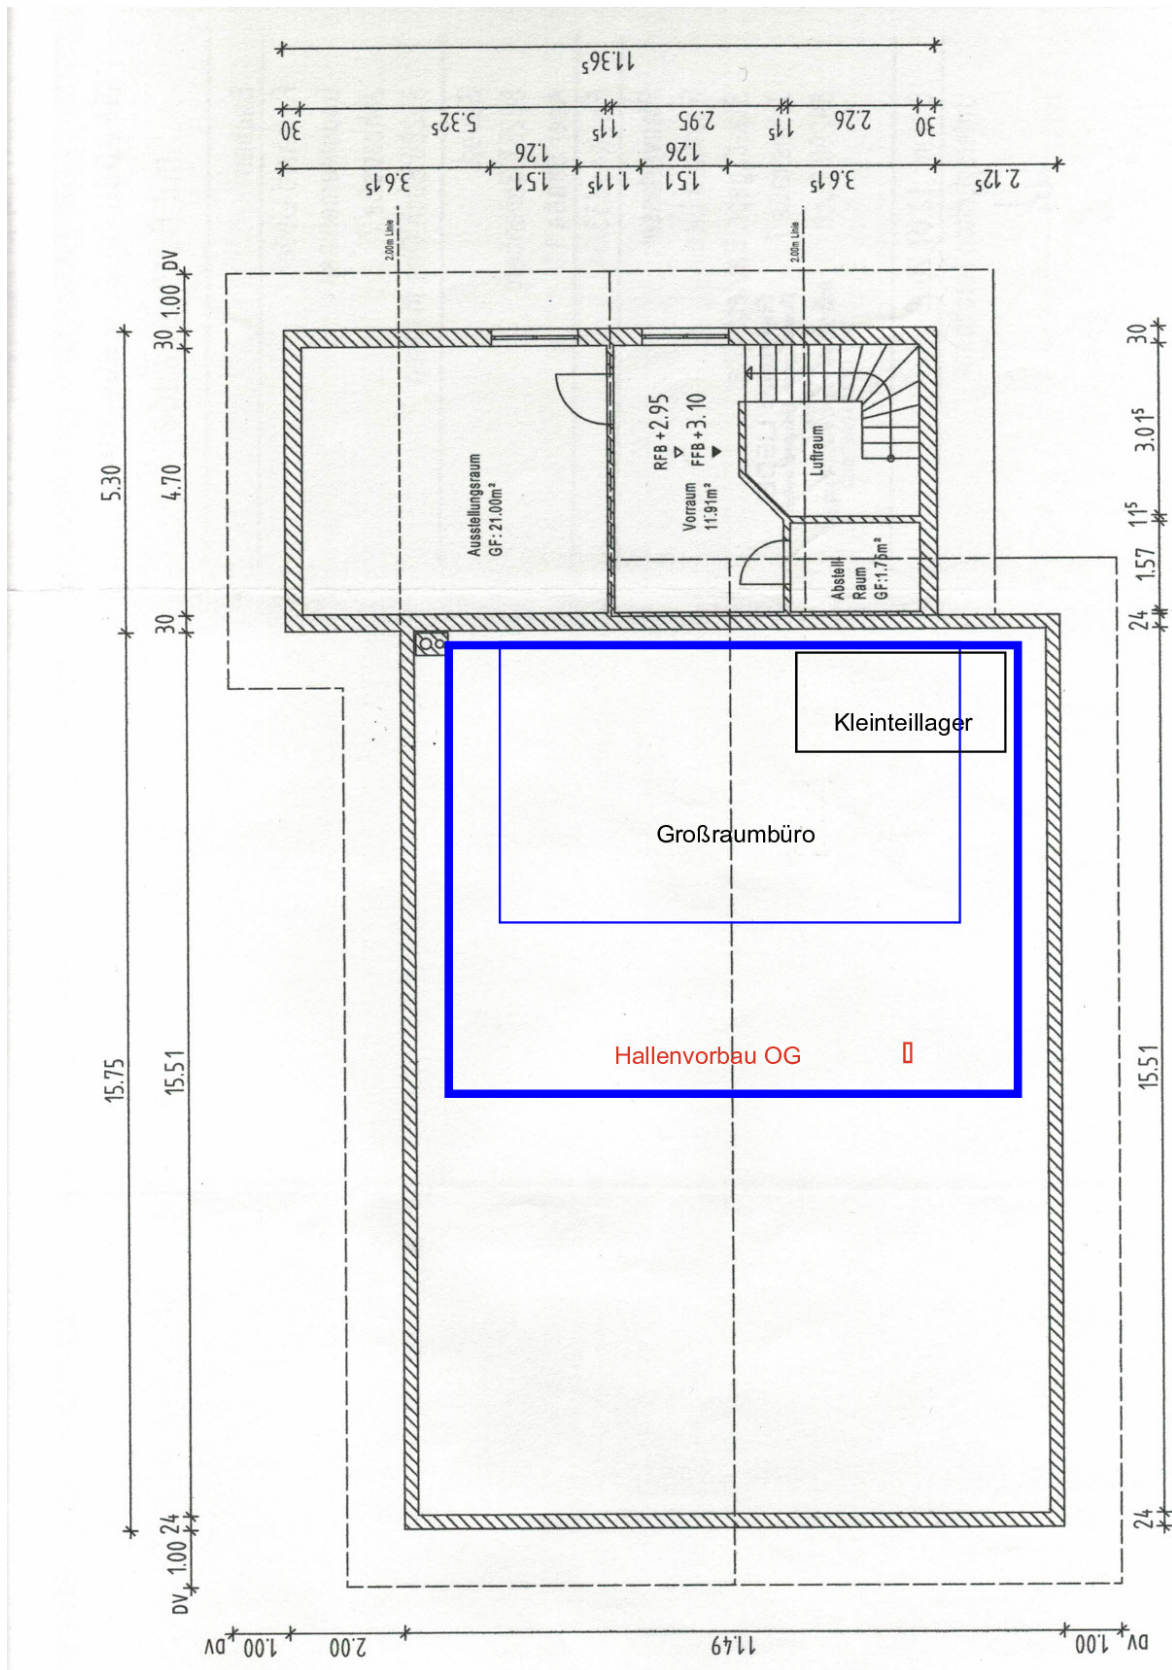 11.36⁵
30
5.32⁵
11⁵
2.95
11⁵
2.26
30
1.26
1.26
3.61⁵
1.51
1.11⁵
1.51
3.61⁵
2.12⁵
2.00m Linie
2.00m Linie
DV
1.00
30
30
5.30
4.70
RFB +2.95
FFB +3.10
Luftraum
3.01⁵
Ausstellungsraum
GF: 21.00m²
Vorraum
11.91m²
11⁵
Abstell-
Raum
GF:1.75m²
1.57
30
24
Kleinteillager
Großraumbüro
Hallenvorbau OG
15.75
15.51
15.51
24
24
1.00
DV
DV
1.00
2.00
11.49
1.00
DV